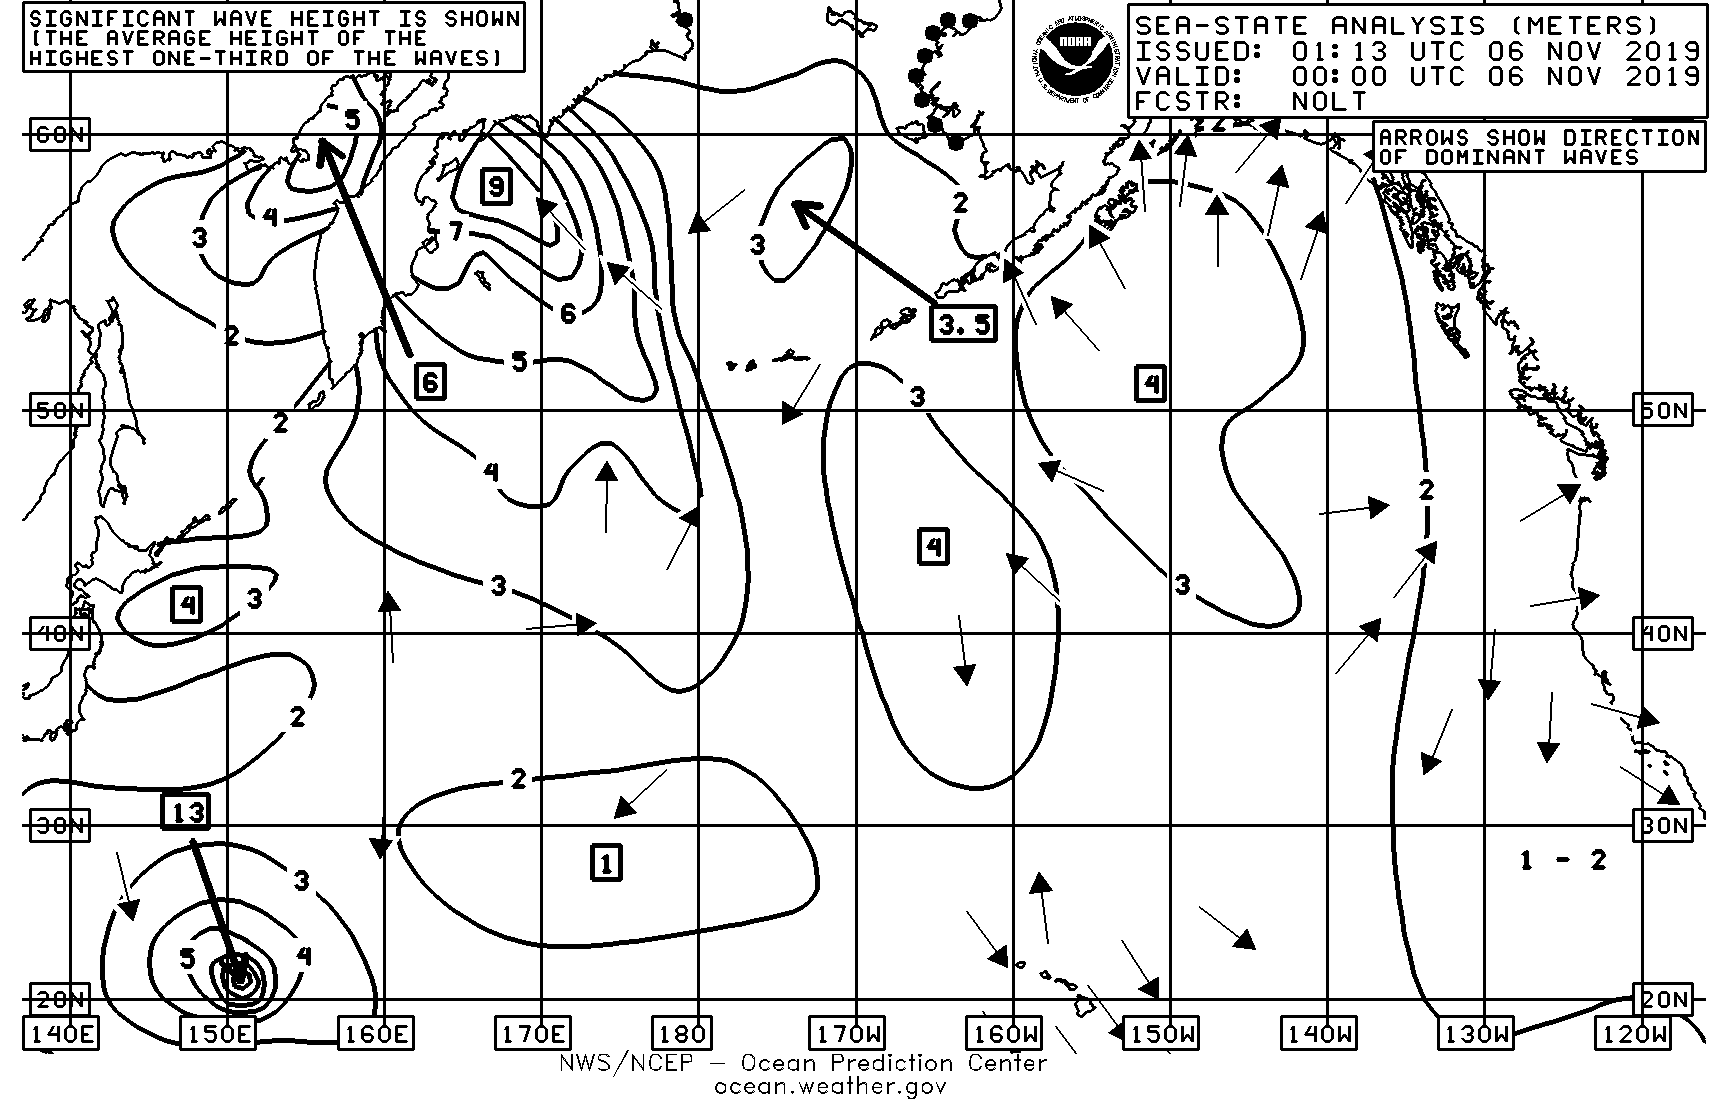 SIGNIFICANT WAVE HEIGHT IS SHOWN
(THE AVERAGE HEIGHT OF THE
HIGHEST ONE-THIRD OF THE WAVES)
SEA-STATE ANALYSIS (METERS)
ISSUED: 01:13 UTC 06 NOV 2019
VALID: 00:00 UTC 06 NOV 2019
FCSTR: NOLT
NOAA
ARROWS SHOW DIRECTION
OF DOMINANT WAVES
5
60N
9
4
2
3
7
3
2
6
3.5
5
6
4
3
50N
50N
2
4
2
4
3
3
4
3
4
40N
40N
2
2
13
30N
30N
1
1 - 2
3
5
4
20N
20N
140E
150E
160E
170E
180
170W
160W
150W
140W
130W
120W
NWS/NCEP – Ocean Prediction Center
ocean.weather.gov